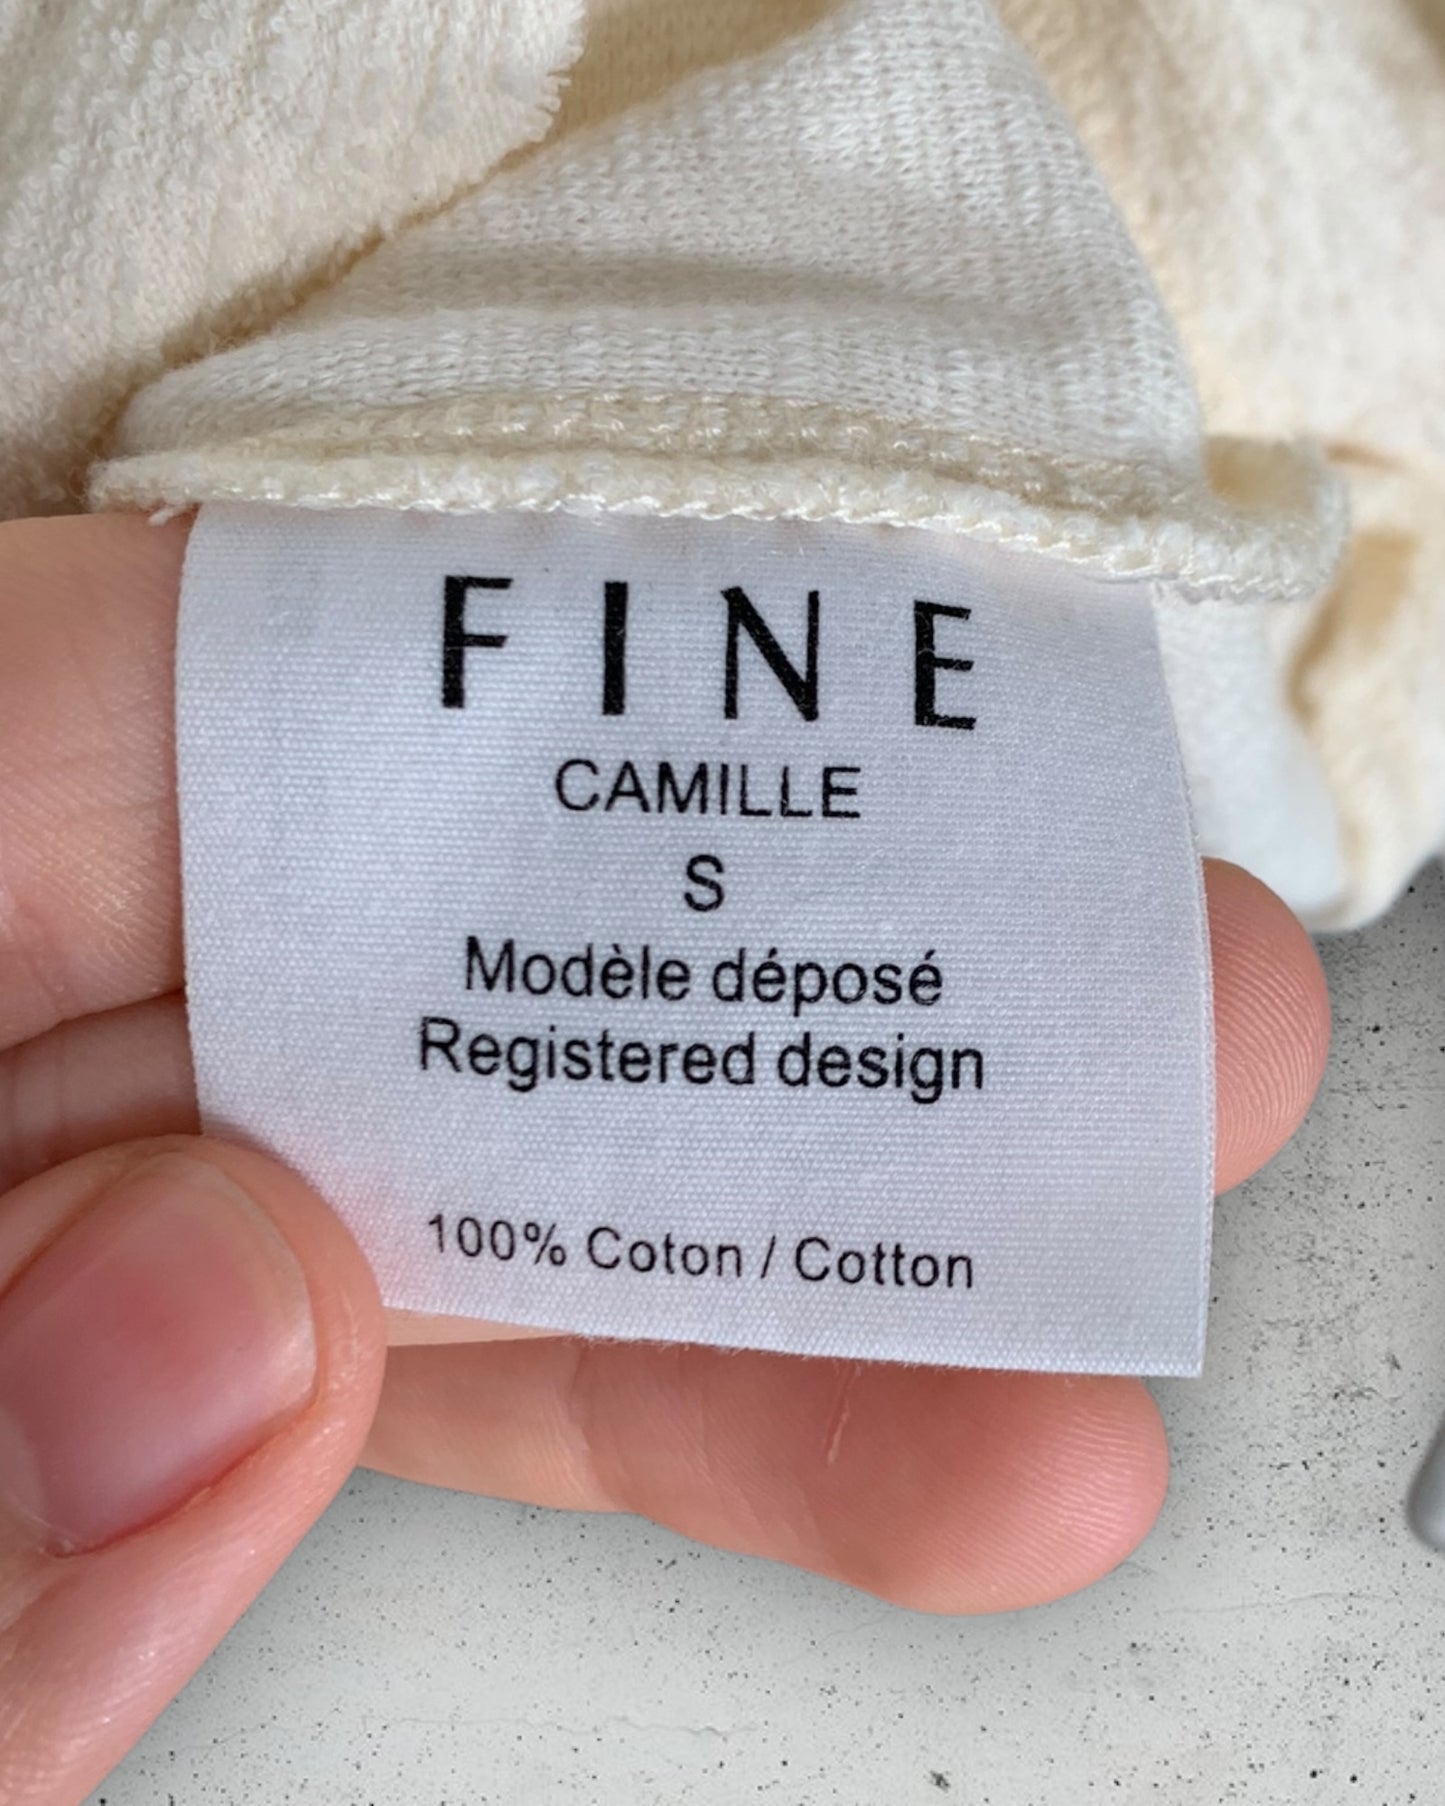 FINE
CAMILLE
S
Modèle déposé
Registered design
100% Coton / Cotton